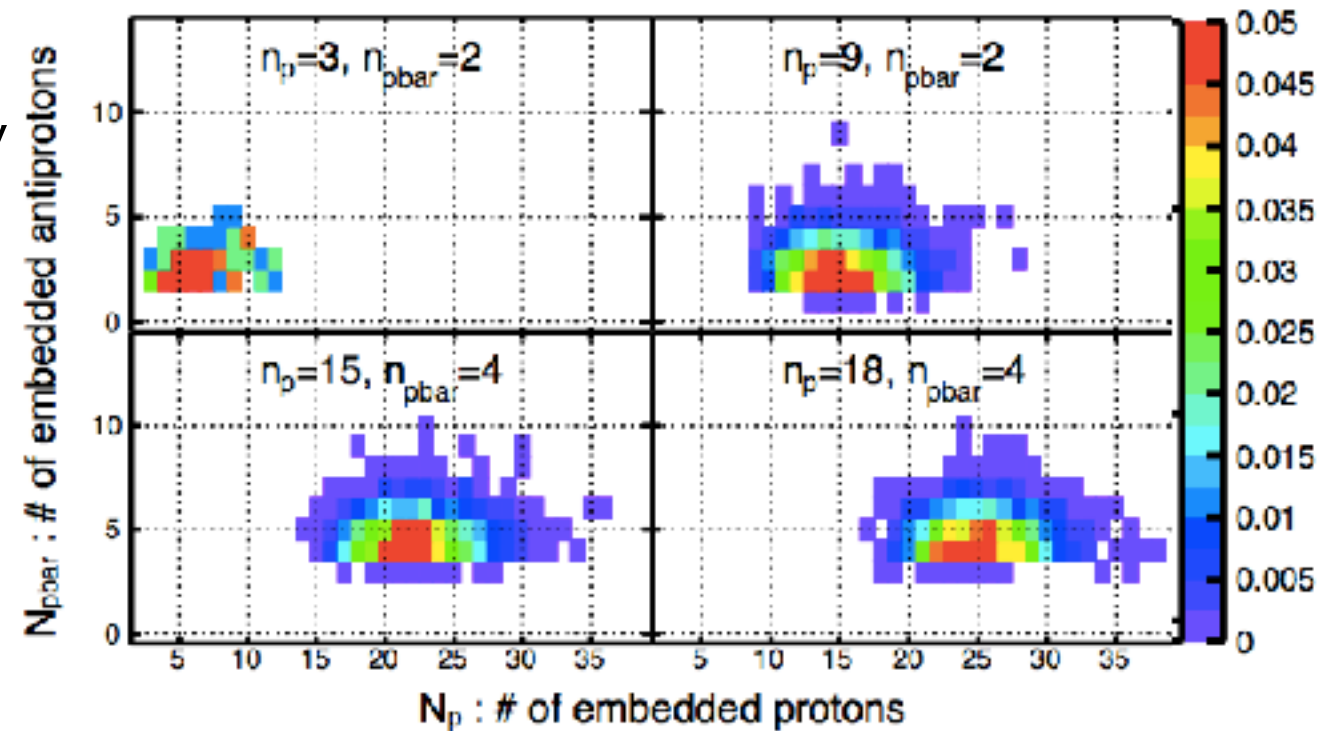 y
N_pbar : # of embedded antiprotons
n_p=3, n_pbar=2
n_p=9, n_pbar=2
10
5
0
n_p=15, n_pbar=4
n_p=18, n_pbar=4
10
5
0
5 10 15 20 25 30 35
5 10 15 20 25 30 35
N_p : # of embedded protons
0.05
0.045
0.04
0.035
0.03
0.025
0.02
0.015
0.01
0.005
0